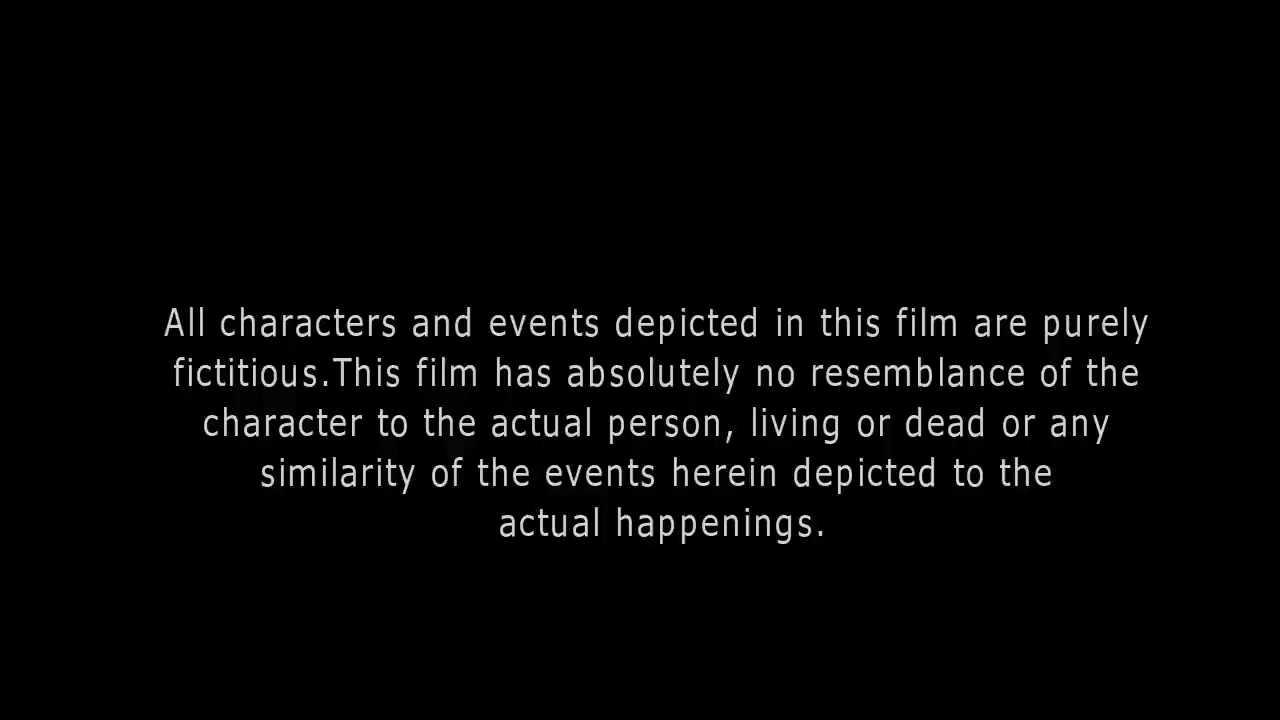 All characters and events depicted in this film are purely
fictitious.This film has absolutely no resemblance of the
character to the actual person, living or dead or any
similarity of the events herein depicted to the
actual happenings.